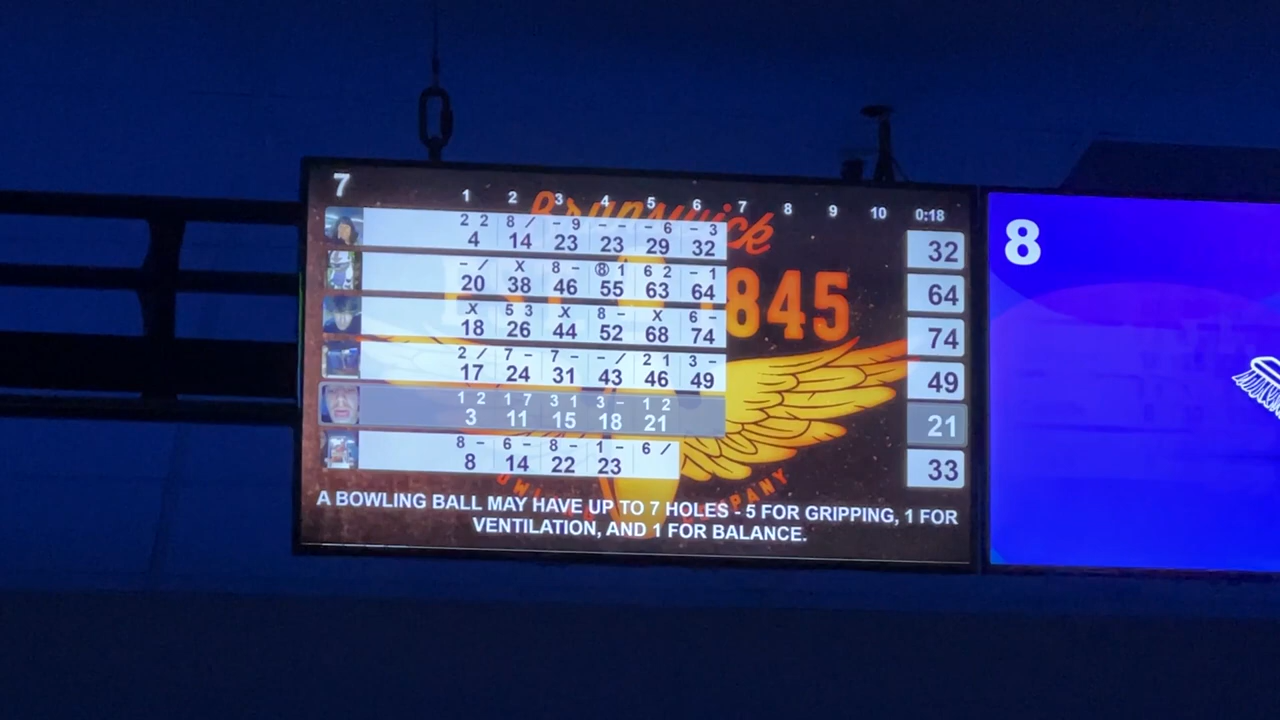 7
1 2 3 4 5 6 7 8 9 10 0:18
2 2 8 / - 9 - - - 6 - 3
4 14 23 23 29 32 32
- / X 8 - 8 1 6 2 - 1
20 38 46 55 63 64 64
X 5 3 X 8 - X 6 -
18 26 44 52 68 74 74
2 / 7 - 7 - - / 2 1 3 -
17 24 31 43 46 49 49
1 2 1 7 3 1 3 - 1 2
3 11 15 18 21 21
8 - 6 - 8 - 1 - 6 /
8 14 22 23 33
Brunswick
1845
A BOWLING BALL MAY HAVE UP TO 7 HOLES - 5 FOR GRIPPING, 1 FOR
VENTILATION, AND 1 FOR BALANCE.
8